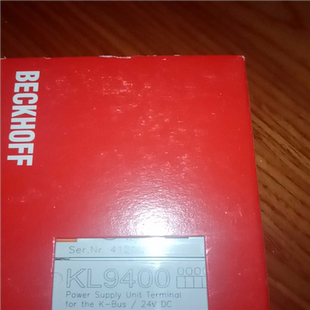 BECKHOFF
Ser.Nr.
KL9400
Power Supply Unit Terminal
for the K-Bus / 24V DC